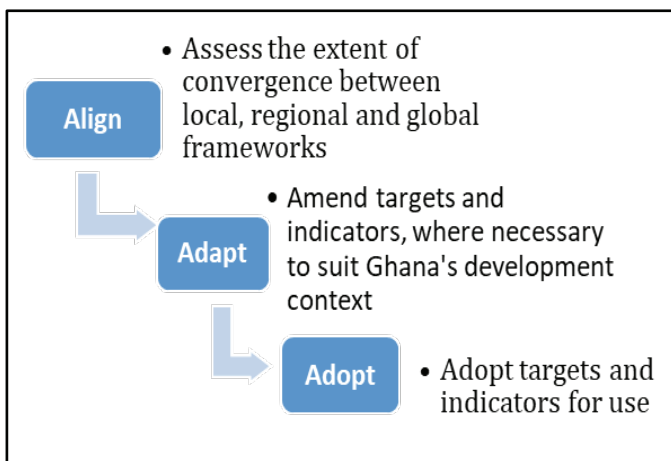 Align
• Assess the extent of
convergence between
local, regional and global
frameworks
Adapt
• Amend targets and
indicators, where necessary
to suit Ghana's development
context
Adopt
• Adopt targets and
indicators for use